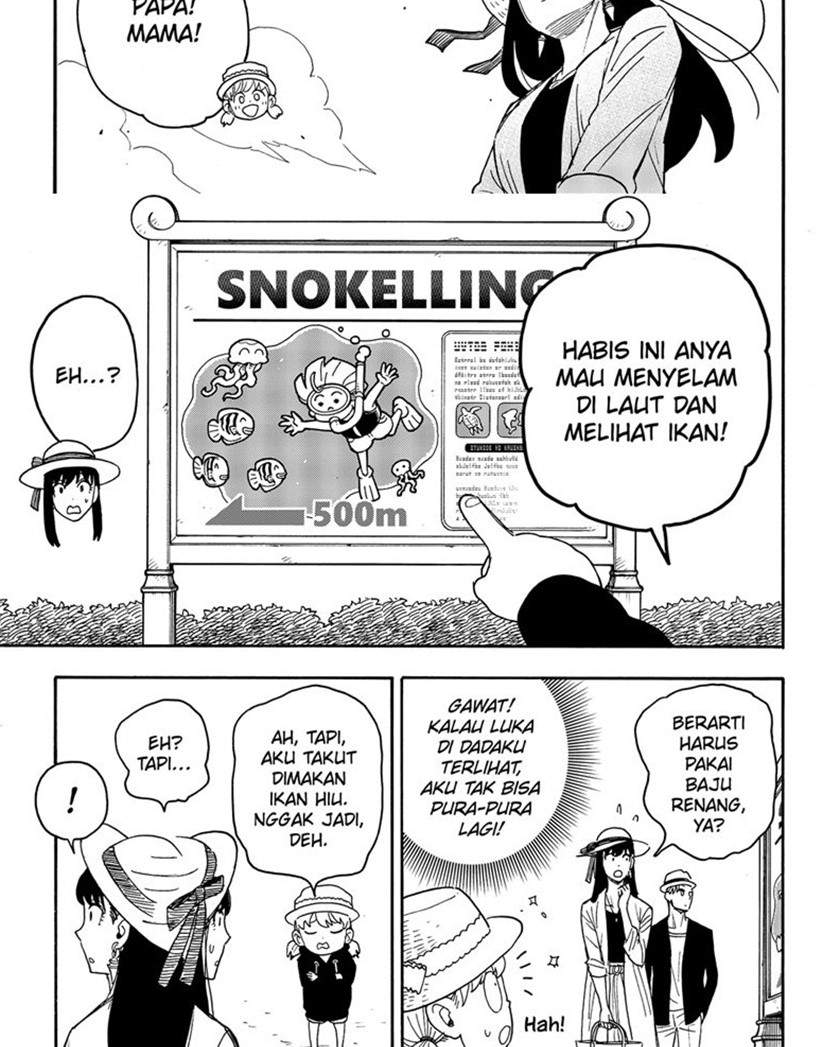 PAPA!
MAMA!
SNOKELLING
HABIS INI ANYA
MAU MENYELAM
DI LAUT DAN
MELIHAT IKAN!
EH...?
500m
BERARTI
HARUS
PAKAI
BAJU
RENANG,
YA?
GAWAT!
KALAU LUKA
DI DADAKU
TERLIHAT,
AKU TAK BISA
PURA-PURA
LAGI!
Hah!
AH, TAPI,
AKU TAKUT
DIMAKAN
IKAN HIU.
NGGAK JADI,
DEH.
EH?
TAPI...
!